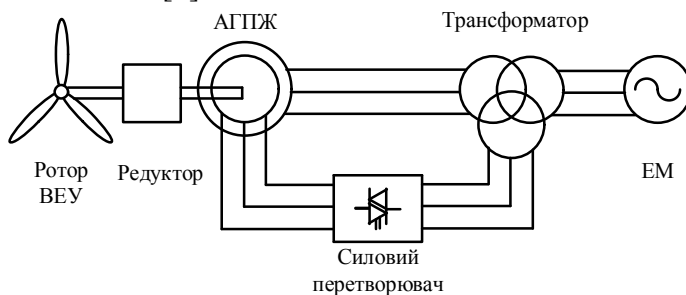 АГПЖ
Трансформатор
Ротор
ВЕУ
Редуктор
ЕМ
Силовий
перетворювач